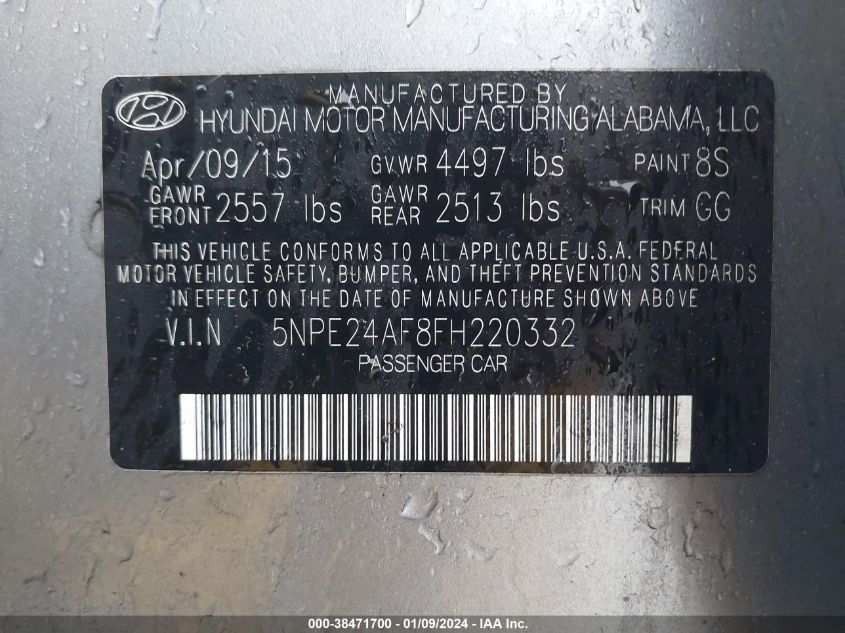 MANUFACTURED BY
HYUNDAI MOTOR MANUFACTURING ALABAMA, LLC
Apr/09/15 GVWR 4497 lbs PAINT 8S
GAWR FRONT 2557 lbs GAWR REAR 2513 lbs TRIM GG
THIS VEHICLE CONFORMS TO ALL APPLICABLE U.S.A. FEDERAL
MOTOR VEHICLE SAFETY, BUMPER, AND THEFT PREVENTION STANDARDS
IN EFFECT ON THE DATE OF MANUFACTURE SHOWN ABOVE
V.I.N 5NPE24AF8FH220332
PASSENGER CAR
000-38471700 - 01/09/2024 - IAA Inc.